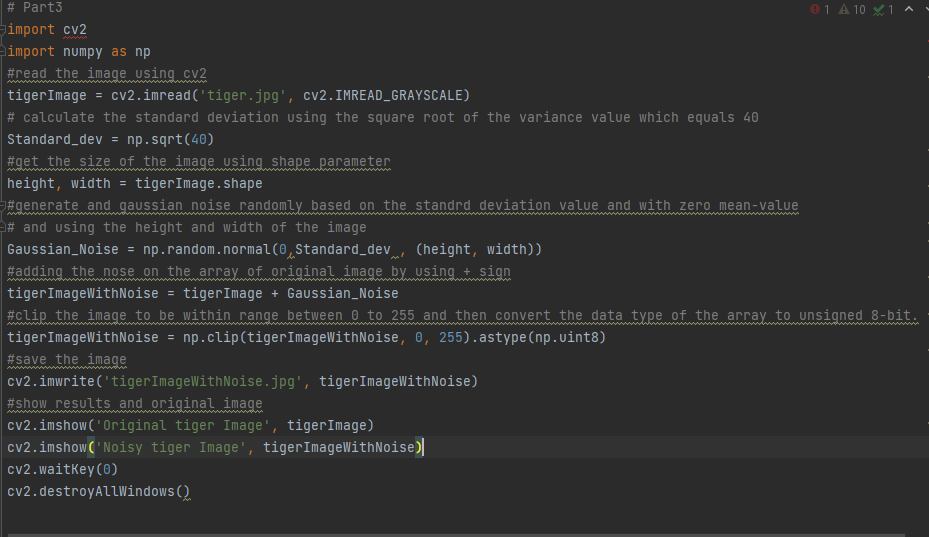 # Part3
1 10 1
import cv2
import numpy as np
#read the image using cv2
tigerImage = cv2.imread('tiger.jpg', cv2.IMREAD_GRAYSCALE)
# calculate the standard deviation using the square root of the variance value which equals 40
Standard_dev = np.sqrt(40)
#get the size of the image using shape parameter
height, width = tigerImage.shape
#generate and gaussian noise randomly based on the standrd deviation value and with zero mean-value
# and using the height and width of the image
Gaussian_Noise = np.random.normal(0,Standard_dev , (height, width))
#adding the nose on the array of original image by using + sign
tigerImageWithNoise = tigerImage + Gaussian_Noise
#clip the image to be within range between 0 to 255 and then convert the data type of the array to unsigned 8-bit.
tigerImageWithNoise = np.clip(tigerImageWithNoise, 0, 255).astype(np.uint8)
#save the image
cv2.imwrite('tigerImageWithNoise.jpg', tigerImageWithNoise)
#show results and original image
cv2.imshow('Original tiger Image', tigerImage)
cv2.imshow('Noisy tiger Image', tigerImageWithNoise)
cv2.waitKey(0)
cv2.destroyAllWindows()